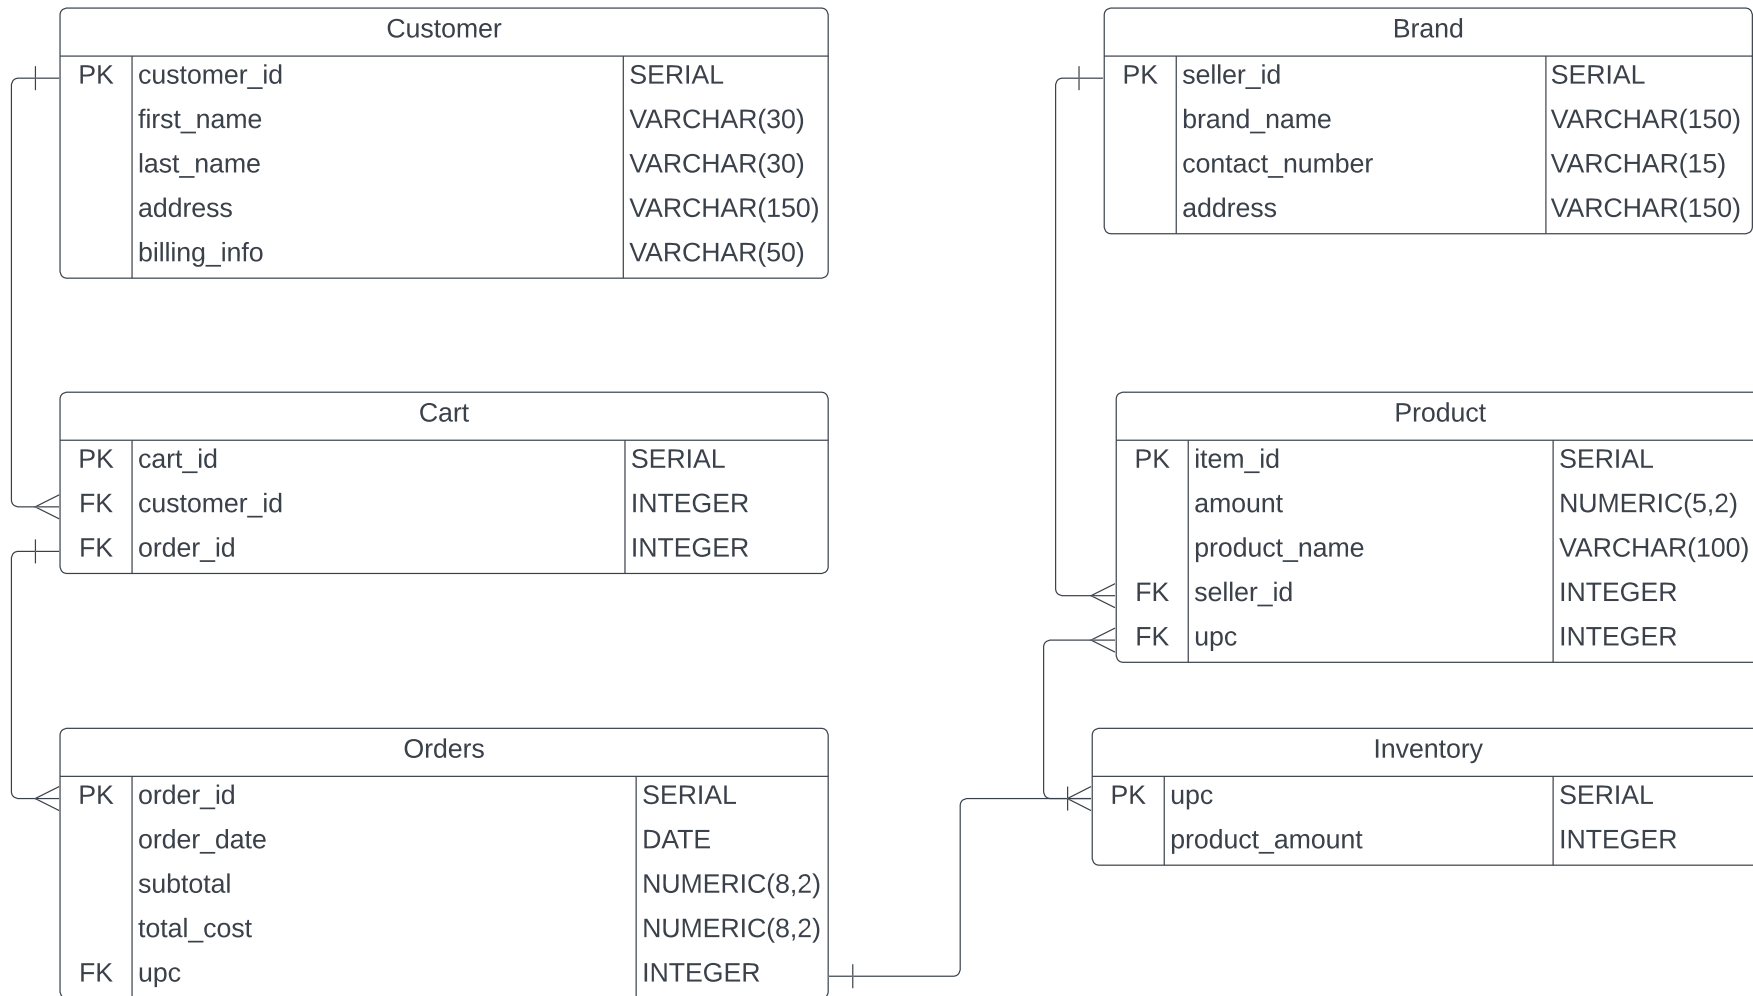 Customer
PK customer_id SERIAL
first_name VARCHAR(30)
last_name VARCHAR(30)
address VARCHAR(150)
billing_info VARCHAR(50)
Brand
PK seller_id SERIAL
brand_name VARCHAR(150)
contact_number VARCHAR(15)
address VARCHAR(150)
Cart
PK cart_id SERIAL
FK customer_id INTEGER
FK order_id INTEGER
Product
PK item_id SERIAL
amount NUMERIC(5,2)
product_name VARCHAR(100)
FK seller_id INTEGER
FK upc INTEGER
Orders
PK order_id SERIAL
order_date DATE
subtotal NUMERIC(8,2)
total_cost NUMERIC(8,2)
FK upc INTEGER
Inventory
PK upc SERIAL
product_amount INTEGER